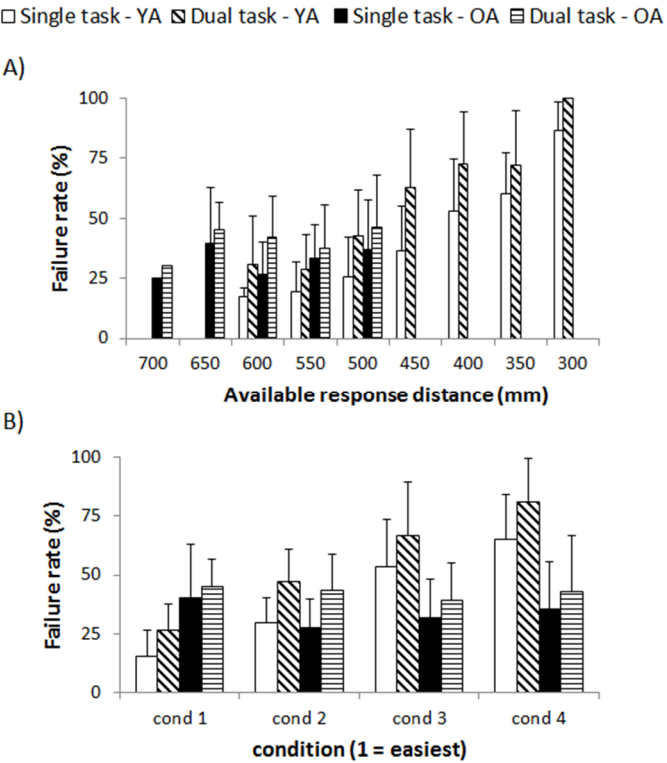 Single task - YA Dual task - YA Single task - OA Dual task - OA
A)
100
75
50
25
0
Failure rate (%)
700 650 600 550 500 450 400 350 300
Available response distance (mm)
B)
100
75
50
25
0
Failure rate (%)
cond 1 cond 2 cond 3 cond 4
condition (1 = easiest)